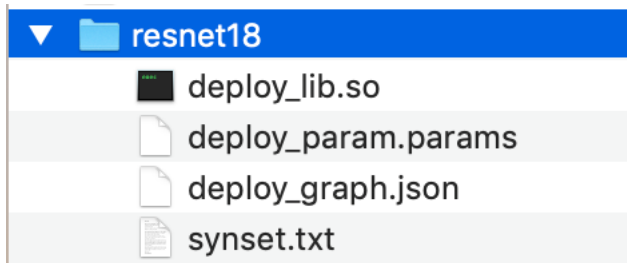 resnet18
deploy_lib.so
deploy_param.params
deploy_graph.json
synset.txt